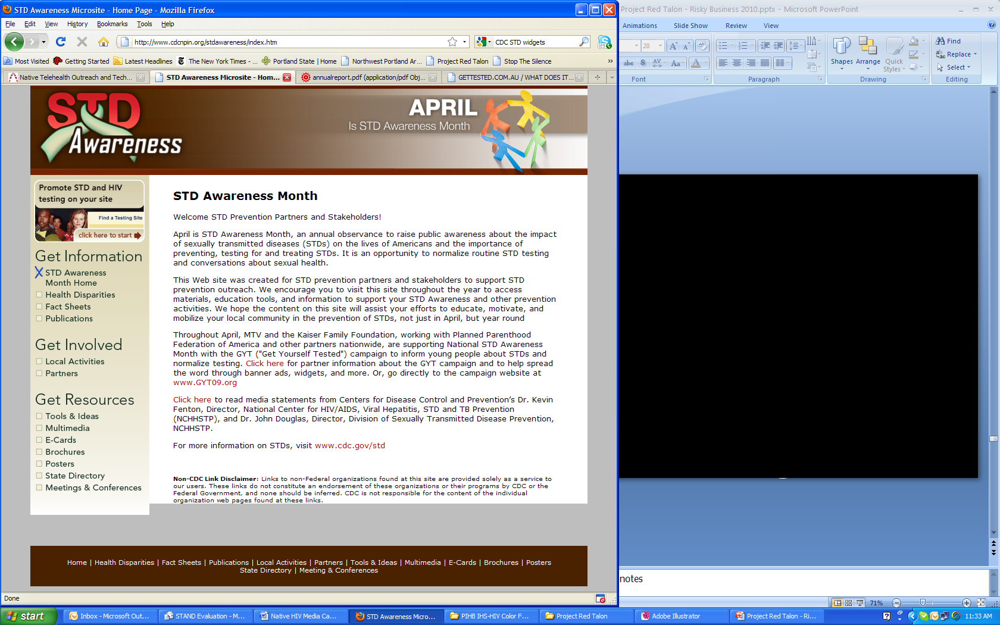 STD Awareness Microsite - Home Page - Mozilla Firefox
File Edit View History Bookmarks Tools Help
http://www.cdcnpin.org/stdawareness/index.htm
CDC STD widgets
Most Visited Getting Started Latest Headlines The New York Times - ... Portland State | Home Northwest Portland Ar... Project Red Talon Stop The Silence »
Native Telehealth Outreach and Tech... STD Awareness Microsite - Hom... annualreport.pdf (application/pdf Obj... GETTESTED.COM.AU / WHAT DOES IT...
STD
Awareness
APRIL
Is STD Awareness Month
Promote STD and HIV
testing on your site
Find a Testing Site
click here to start
Get Information
STD Awareness
Month Home
Health Disparities
Fact Sheets
Publications
Get Involved
Local Activities
Partners
Get Resources
Tools & Ideas
Multimedia
E-Cards
Brochures
Posters
State Directory
Meetings & Conferences
STD Awareness Month
Welcome STD Prevention Partners and Stakeholders!
April is STD Awareness Month, an annual observance to raise public awareness about the impact
of sexually transmitted diseases (STDs) on the lives of Americans and the importance of
preventing, testing for and treating STDs. It is an opportunity to normalize routine STD testing
and conversations about sexual health.
This Web site was created for STD prevention partners and stakeholders to support STD
prevention outreach. We encourage you to visit this site throughout the year to access
materials, education tools, and information to support your STD Awareness and other prevention
activities. We hope the content on this site will assist your efforts to educate, motivate, and
mobilize your local community in the prevention of STDs, not just in April, but year round
Throughout April, MTV and the Kaiser Family Foundation, working with Planned Parenthood
Federation of America and other partners nationwide, are supporting National STD Awareness
Month with the GYT ("Get Yourself Tested") campaign to inform young people about STDs and
normalize testing. Click here for partner information about the GYT campaign and to help spread
the word through banner ads, widgets, and more. Or, go directly to the campaign website at
www.GYT09.org
Click here to read media statements from Centers for Disease Control and Prevention's Dr. Kevin
Fenton, Director, National Center for HIV/AIDS, Viral Hepatitis, STD and TB Prevention
(NCHHSTP), and Dr. John Douglas, Director, Division of Sexually Transmitted Disease Prevention,
NCHHSTP.
For more information on STDs, visit www.cdc.gov/std
Non-CDC Link Disclaimer: Links to non-Federal organizations found at this site are provided solely as a service to
our users. These links do not constitute an endorsement of these organizations or their programs by CDC or the
Federal Government, and none should be inferred. CDC is not responsible for the content of the individual
organization web pages found at these links.
Home | Health Disparities | Fact Sheets | Publications | Local Activities | Partners | Tools & Ideas | Multimedia | E-Cards | Brochures | Posters
State Directory | Meeting & Conferences
Done
Project Red Talon - Risky Business 2010.pptx - Microsoft PowerPoint
Animations Slide Show Review View
28
abc S AV Aa A
Shapes Arrange Quick Styles
Find
Replace
Select
Font Paragraph Drawing Editing
notes
71%
start Inbox - Microsoft Out... STAND Evaluation - M... Native HIV Media Ca... STD Awareness Micro... PIHB IHS-HIV Color F... Project Red Talon Adobe Illustrator Project Red Talon - Ri... 11:33 AM